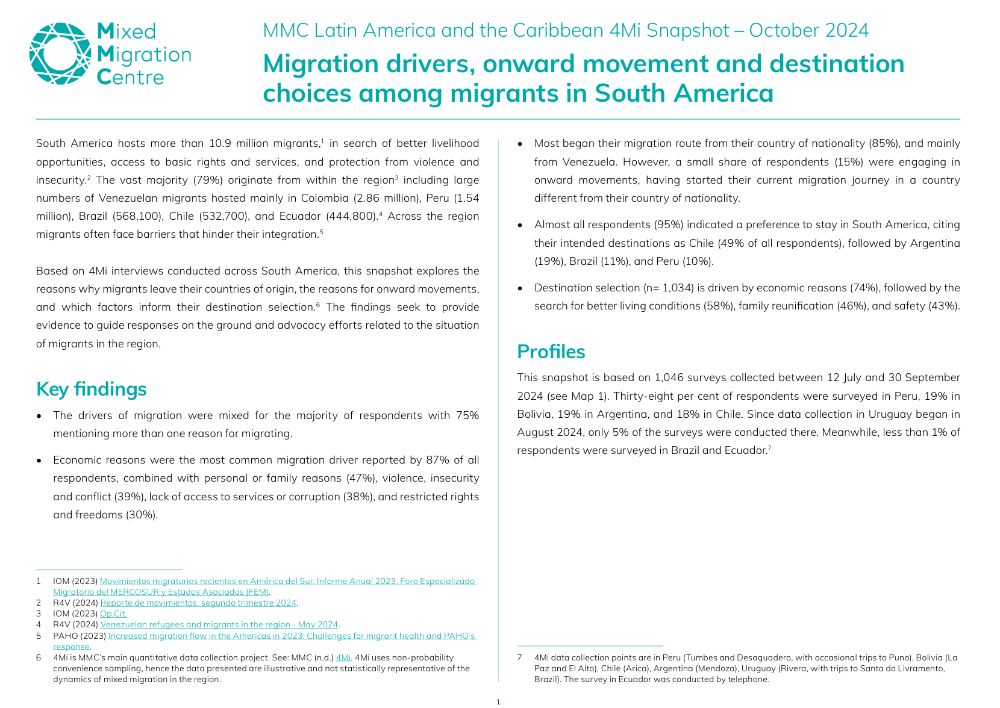 Mixed
Migration
Centre
MMC Latin America and the Caribbean 4Mi Snapshot – October 2024
Migration drivers, onward movement and destination
choices among migrants in South America
South America hosts more than 10.9 million migrants,1 in search of better livelihood
opportunities, access to basic rights and services, and protection from violence and
insecurity.2 The vast majority (79%) originate from within the region3 including large
numbers of Venezuelan migrants hosted mainly in Colombia (2.86 million), Peru (1.54
million), Brazil (568,100), Chile (532,700), and Ecuador (444,800).4 Across the region
migrants often face barriers that hinder their integration.5
Based on 4Mi interviews conducted across South America, this snapshot explores the
reasons why migrants leave their countries of origin, the reasons for onward movements,
and which factors inform their destination selection.6 The findings seek to provide
evidence to guide responses on the ground and advocacy efforts related to the situation
of migrants in the region.
Key findings
• The drivers of migration were mixed for the majority of respondents with 75%
mentioning more than one reason for migrating.
• Economic reasons were the most common migration driver reported by 87% of all
respondents, combined with personal or family reasons (47%), violence, insecurity
and conflict (39%), lack of access to services or corruption (38%), and restricted rights
and freedoms (30%).
1 IOM (2023) Movimientos migratorios recientes en América del Sur. Informe Anual 2023. Foro Especializado
Migratorio del MERCOSUR y Estados Asociados (FEM).
2 R4V (2024) Reporte de movimientos: segundo trimestre 2024.
3 IOM (2023) Op.Cit.
4 R4V (2024) Venezuelan refugees and migrants in the region - May 2024.
5 PAHO (2023) Increased migration flow in the Americas in 2023: Challenges for migrant health and PAHO's
response.
6 4Mi is MMC's main quantitative data collection project. See: MMC (n.d.) 4Mi. 4Mi uses non-probability
convenience sampling, hence the data presented are illustrative and not statistically representative of the
dynamics of mixed migration in the region.
• Most began their migration route from their country of nationality (85%), and mainly
from Venezuela. However, a small share of respondents (15%) were engaging in
onward movements, having started their current migration journey in a country
different from their country of nationality.
• Almost all respondents (95%) indicated a preference to stay in South America, citing
their intended destinations as Chile (49% of all respondents), followed by Argentina
(19%), Brazil (11%), and Peru (10%).
• Destination selection (n= 1,034) is driven by economic reasons (74%), followed by the
search for better living conditions (58%), family reunification (46%), and safety (43%).
Profiles
This snapshot is based on 1,046 surveys collected between 12 July and 30 September
2024 (see Map 1). Thirty-eight per cent of respondents were surveyed in Peru, 19% in
Bolivia, 19% in Argentina, and 18% in Chile. Since data collection in Uruguay began in
August 2024, only 5% of the surveys were conducted there. Meanwhile, less than 1% of
respondents were surveyed in Brazil and Ecuador.7
7 4Mi data collection points are in Peru (Tumbes and Desaguadero, with occasional trips to Puno), Bolivia (La
Paz and El Alto), Chile (Arica), Argentina (Mendoza), Uruguay (Rivera, with trips to Santa do Livramento,
Brazil). The survey in Ecuador was conducted by telephone.
1